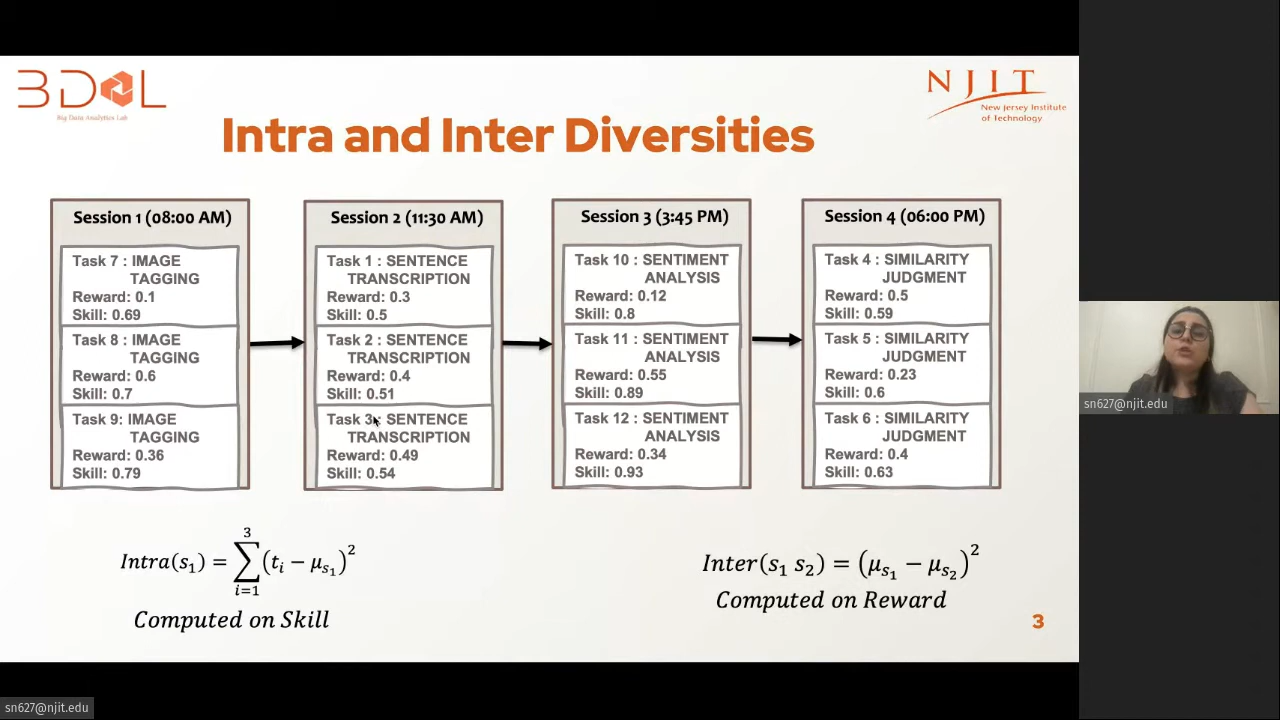 BDAL
Big Data Analytics Lab
NJIT
New Jersey Institute
of Technology
Intra and Inter Diversities
Session 1 (08:00 AM)
Task 7 : IMAGE
TAGGING
Reward: 0.1
Skill: 0.69
Task 8 : IMAGE
TAGGING
Reward: 0.6
Skill: 0.7
Task 9: IMAGE
TAGGING
Reward: 0.36
Skill: 0.79
Session 2 (11:30 AM)
Task 1 : SENTENCE
TRANSCRIPTION
Reward: 0.3
Skill: 0.5
Task 2 : SENTENCE
TRANSCRIPTION
Reward: 0.4
Skill: 0.51
Task 3: SENTENCE
TRANSCRIPTION
Reward: 0.49
Skill: 0.54
Session 3 (3:45 PM)
Task 10 : SENTIMENT
ANALYSIS
Reward: 0.12
Skill: 0.8
Task 11 : SENTIMENT
ANALYSIS
Reward: 0.55
Skill: 0.89
Task 12 : SENTIMENT
ANALYSIS
Reward: 0.34
Skill: 0.93
Session 4 (06:00 PM)
Task 4 : SIMILARITY
JUDGMENT
Reward: 0.5
Skill: 0.59
Task 5 : SIMILARITY
JUDGMENT
Reward: 0.23
Skill: 0.6
Task 6 : SIMILARITY
JUDGMENT
Reward: 0.4
Skill: 0.63
Intra(s₁) = ∑_{i=1}^{3} (t_i − μ_{s₁})²
Computed on Skill
Inter(s₁ s₂) = (μ_{s₁} − μ_{s₂})²
Computed on Reward
3
sn627@njit.edu
sn627@njit.edu